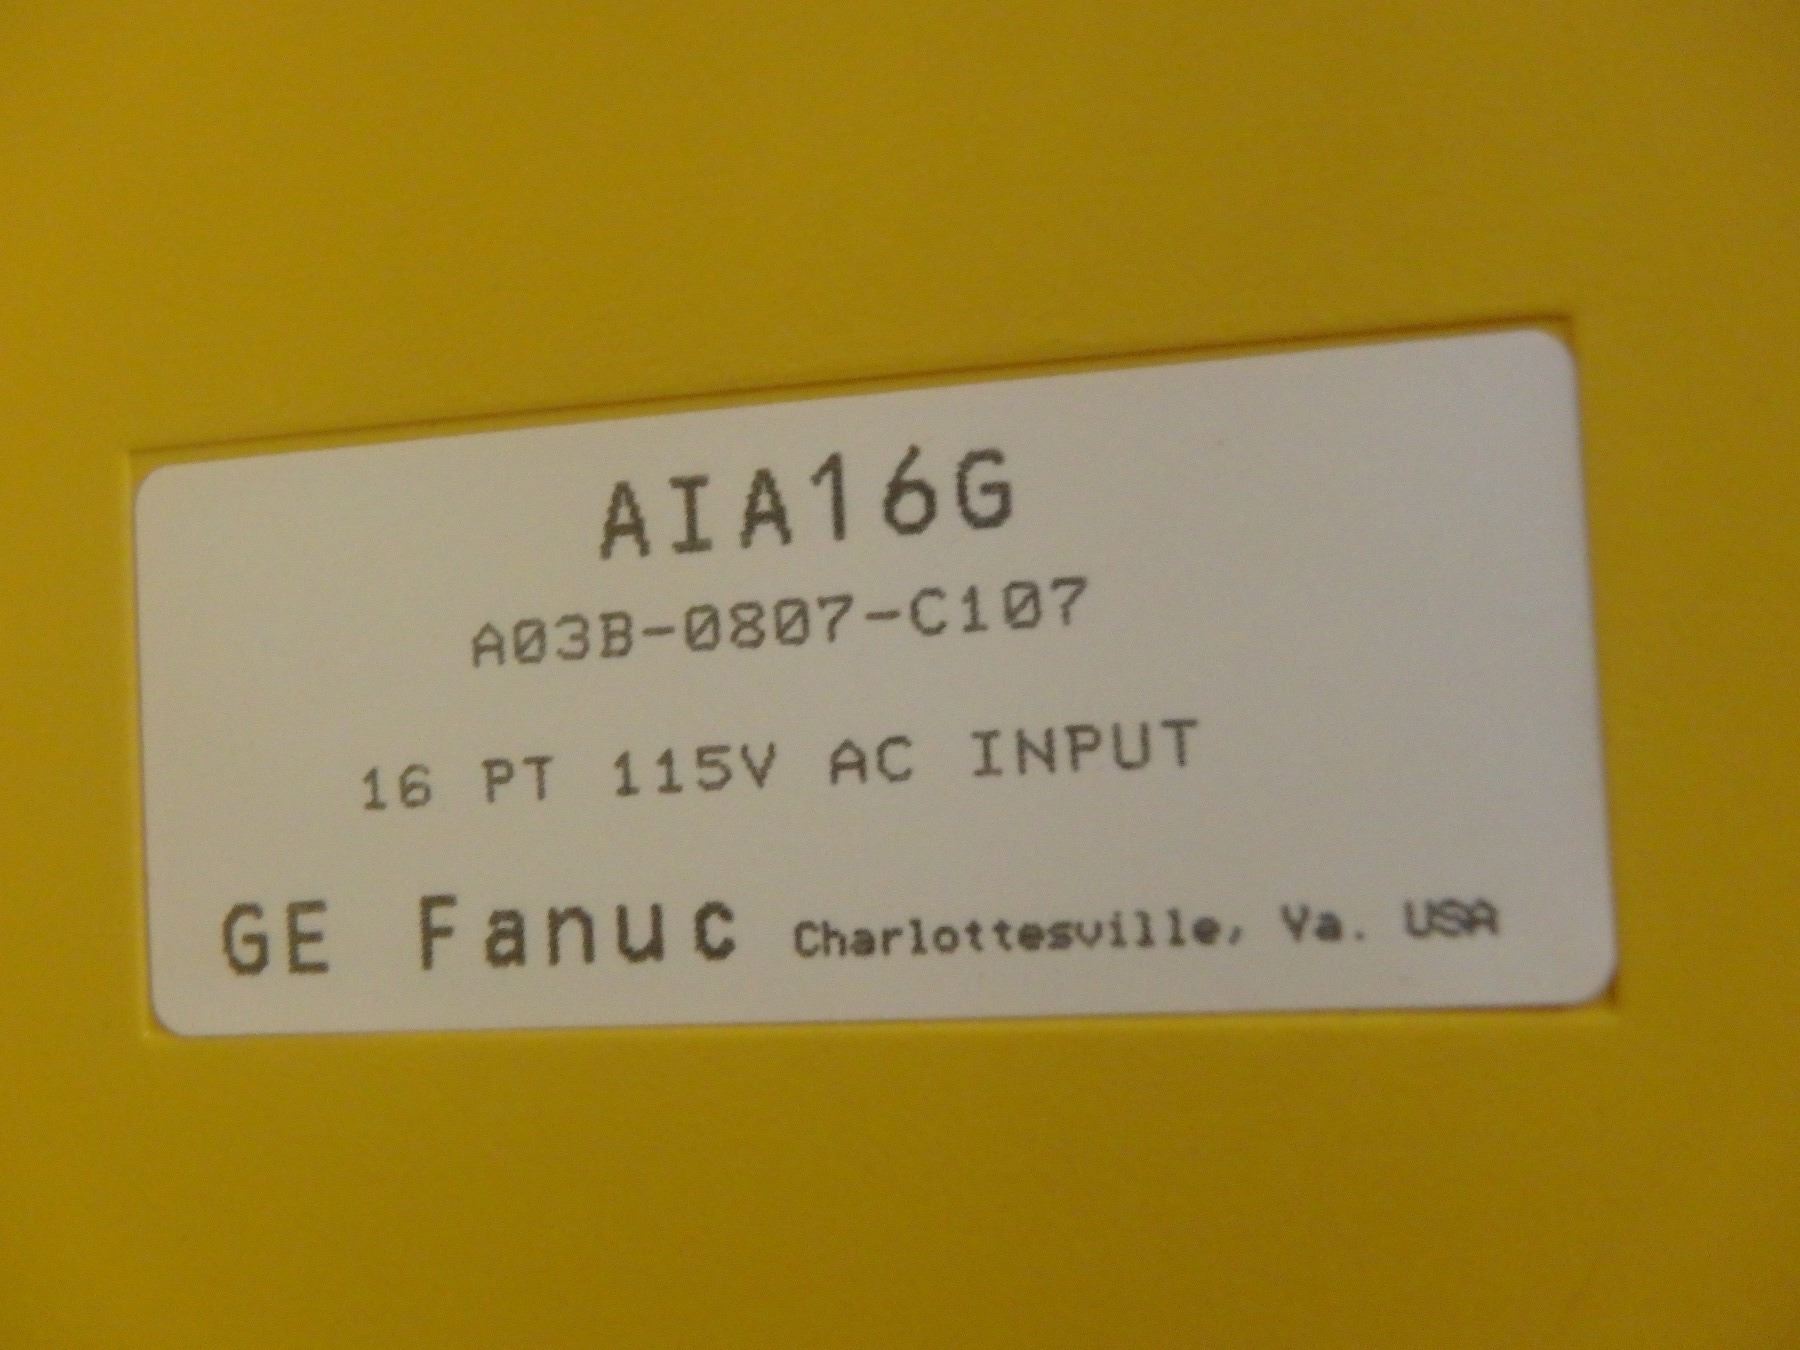 AIA16G
A03B-0807-C107
16 PT 115V AC INPUT
GE Fanuc Charlottesville, Va. USA